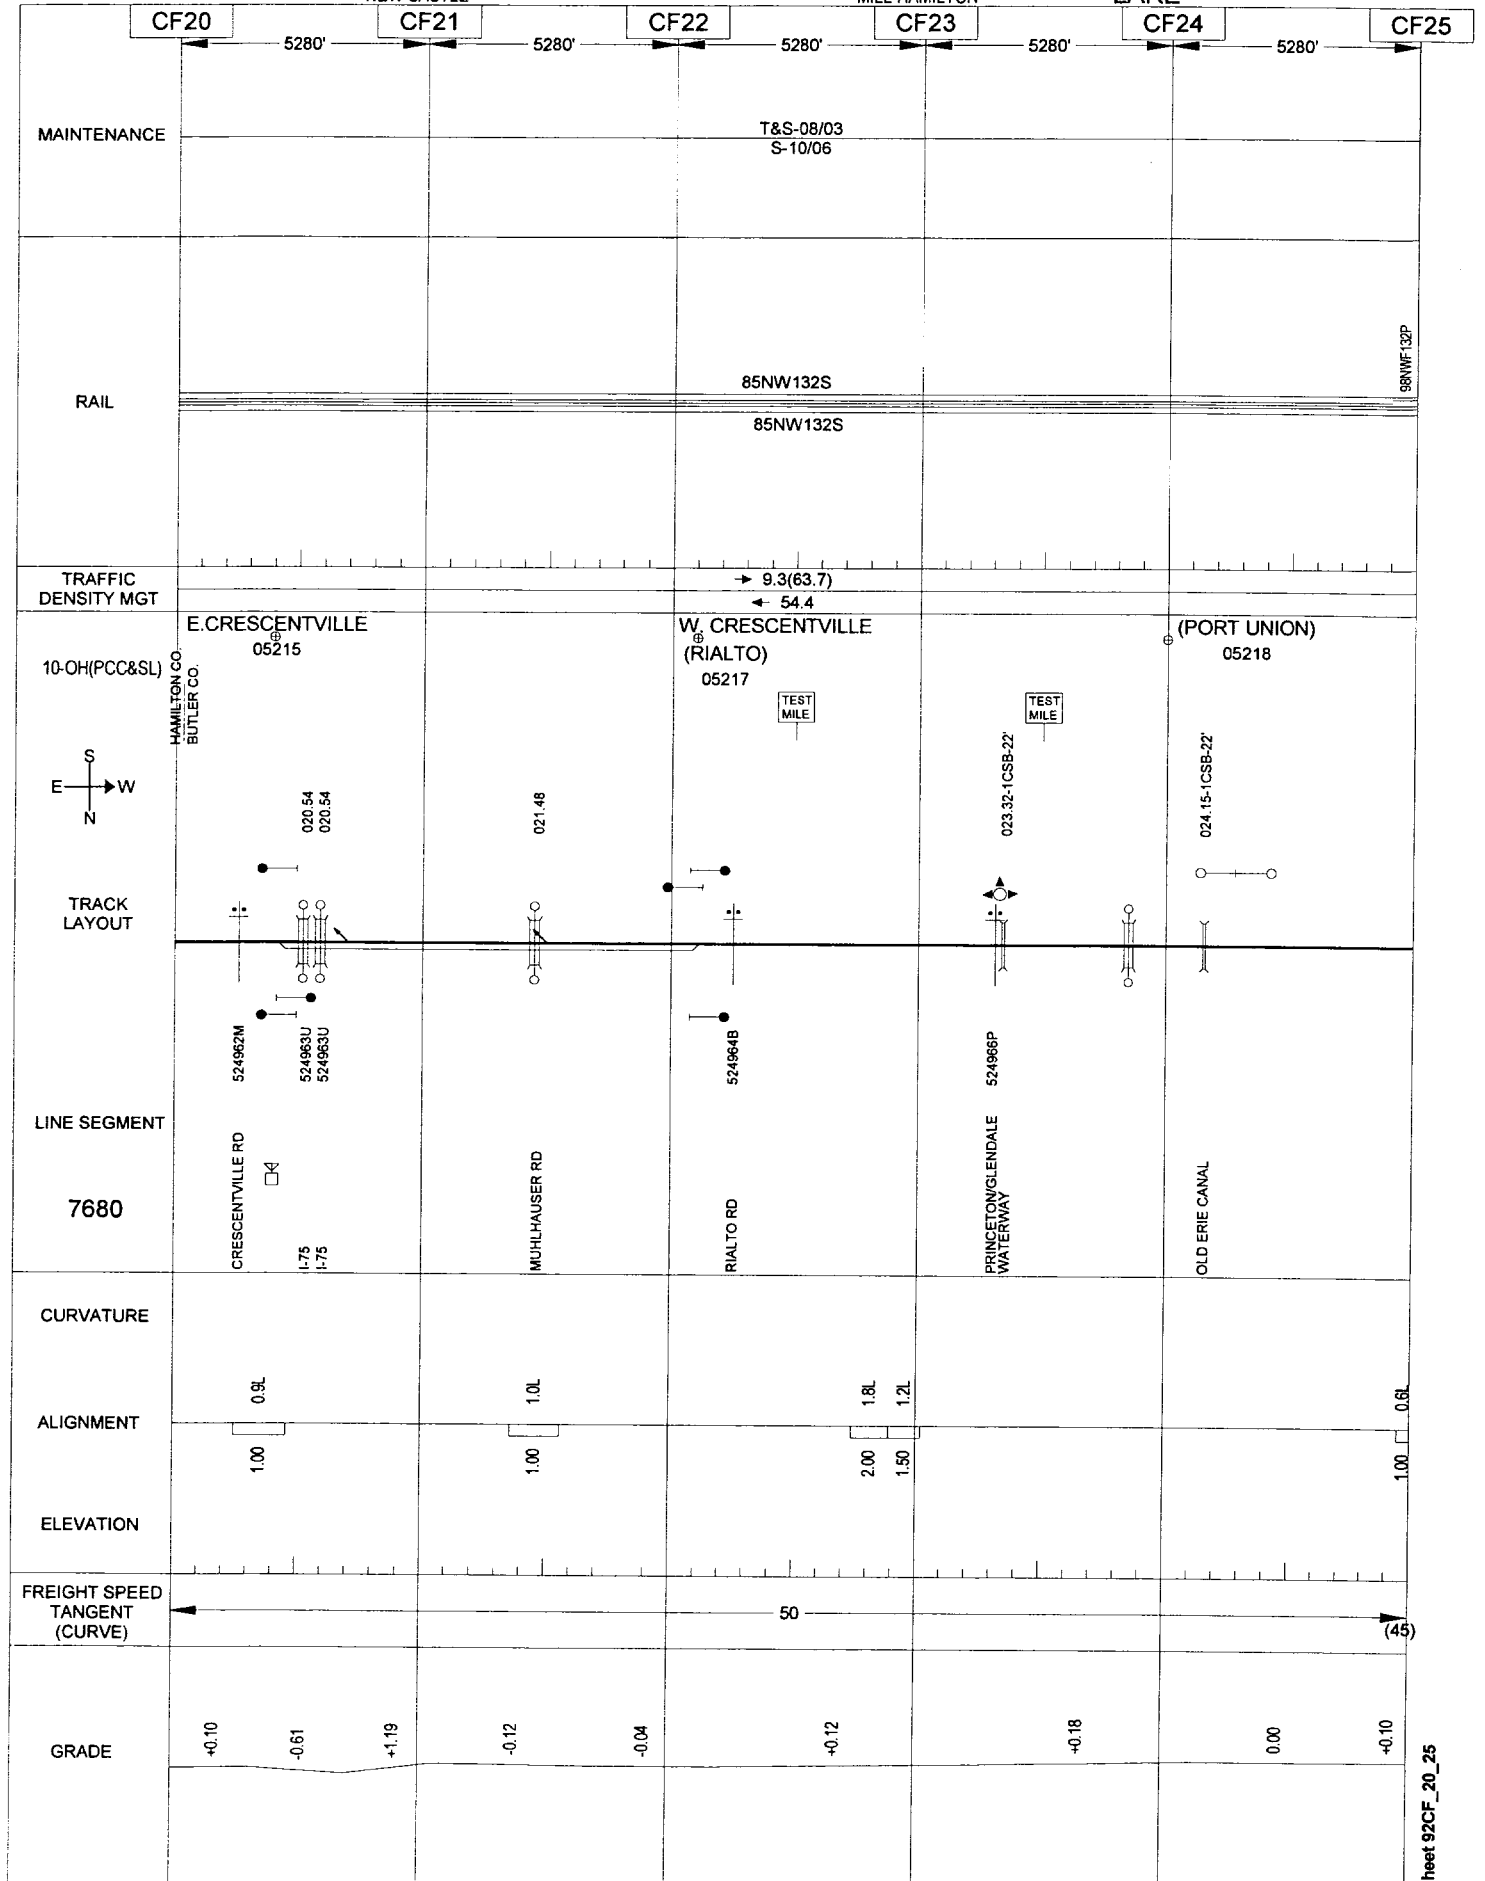 CF20
CF21
CF22
CF23
CF24
CF25
5280'
5280'
5280'
5280'
5280'
MAINTENANCE
T&S-08/03
S-10/06
RAIL
85NW132S
85NW132S
98NWF132P
TRAFFIC
DENSITY MGT
9.3(63.7)
54.4
10-OH(PCC&SL)
HAMILTON CO.
BUTLER CO.
E.CRESCENTVILLE
05215
W. CRESCENTVILLE
(RIALTO)
05217
(PORT UNION)
05218
TEST
MILE
TEST
MILE
S
E
W
N
020.54
020.54
021.48
023.32-1CSB-22'
024.15-1CSB-22'
TRACK
LAYOUT
524962M
524963U
524963U
524964B
524966P
LINE SEGMENT
7680
CRESCENTVILLE RD
I-75
I-75
MUHLHAUSER RD
RIALTO RD
PRINCETON/GLENDALE
WATERWAY
OLD ERIE CANAL
CURVATURE
0.9L
1.0L
1.8L
1.2L
0.6L
ALIGNMENT
1.00
1.00
2.00
1.50
1.00
ELEVATION
FREIGHT SPEED
TANGENT
(CURVE)
50
(45)
GRADE
+0.10
-0.61
+1.19
-0.12
-0.04
+0.12
+0.18
0.00
+0.10
heet 92CF_20_25